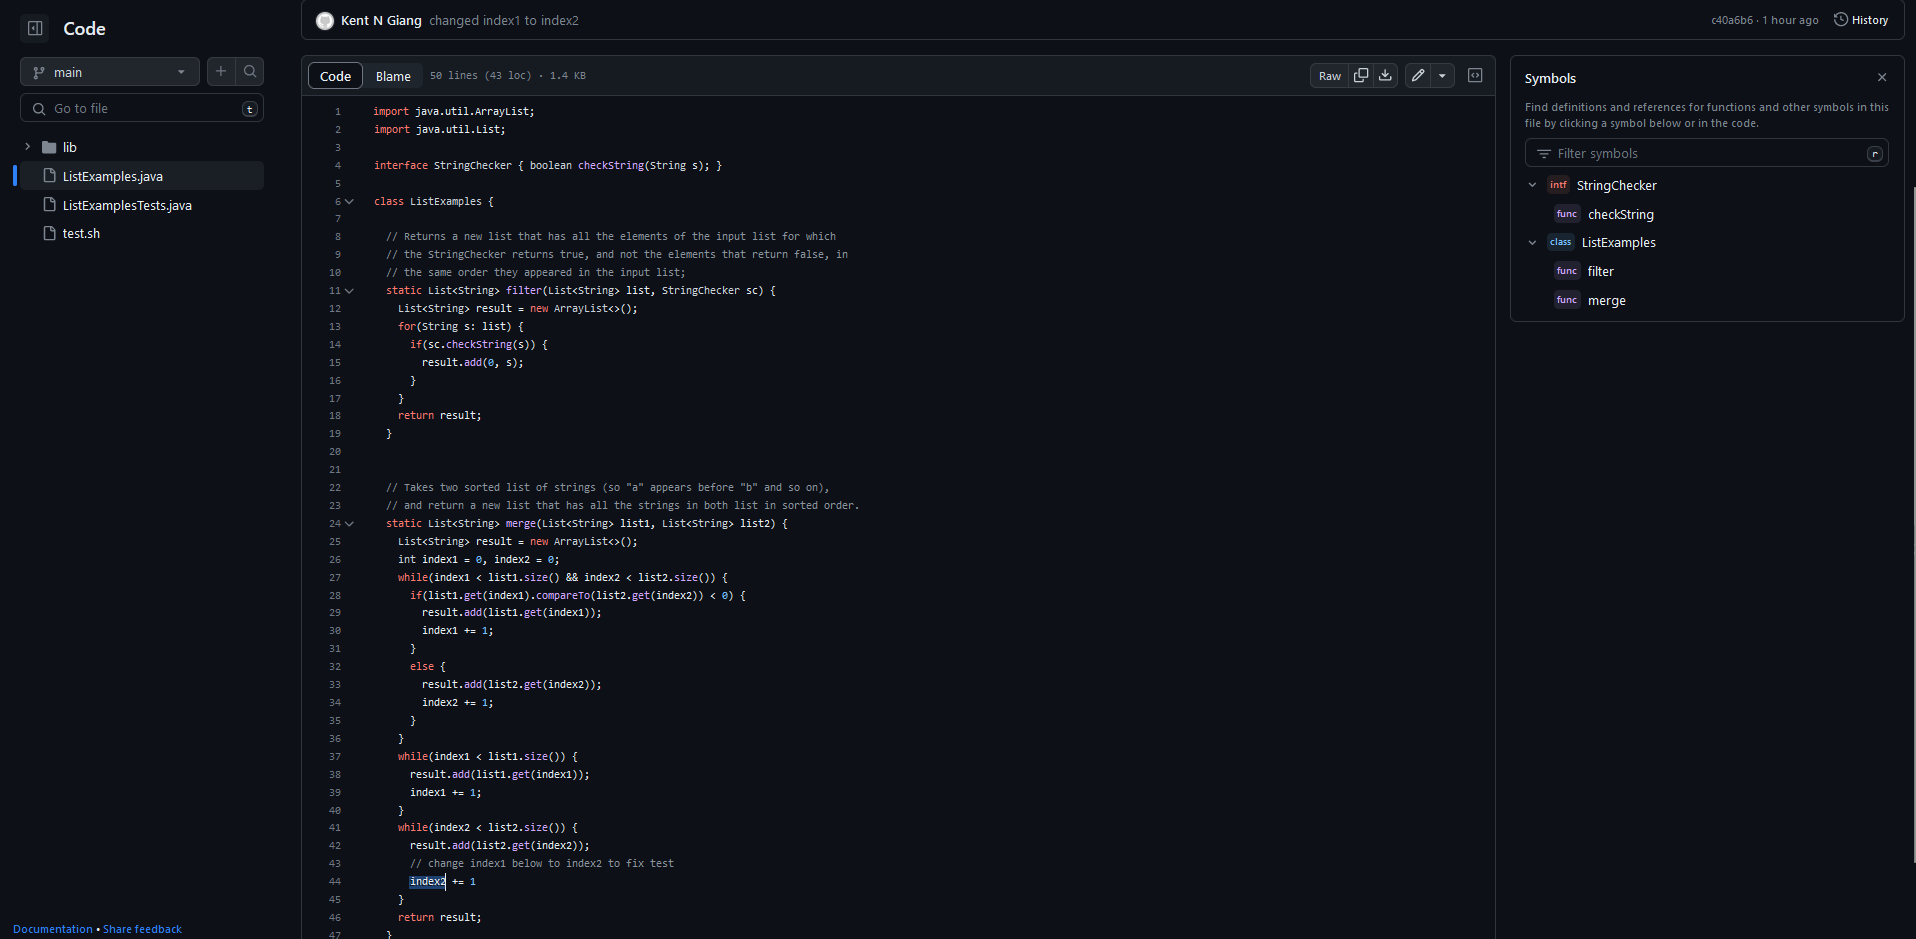 Code
main
Go to file
t
lib
ListExamples.java
ListExamplesTests.java
test.sh
Documentation • Share feedback
Kent N Giang changed index1 to index2
c40a6b6 · 1 hour ago
History
Code
Blame
50 lines (43 loc) · 1.4 KB
Raw
1 import java.util.ArrayList;
2 import java.util.List;
3
4 interface StringChecker { boolean checkString(String s); }
5
6 class ListExamples {
7
8 // Returns a new list that has all the elements of the input list for which
9 // the StringChecker returns true, and not the elements that return false, in
10 // the same order they appeared in the input list;
11 static List<String> filter(List<String> list, StringChecker sc) {
12 List<String> result = new ArrayList<>();
13 for(String s: list) {
14 if(sc.checkString(s)) {
15 result.add(0, s);
16 }
17 }
18 return result;
19 }
20
21
22 // Takes two sorted list of strings (so "a" appears before "b" and so on),
23 // and return a new list that has all the strings in both list in sorted order.
24 static List<String> merge(List<String> list1, List<String> list2) {
25 List<String> result = new ArrayList<>();
26 int index1 = 0, index2 = 0;
27 while(index1 < list1.size() && index2 < list2.size()) {
28 if(list1.get(index1).compareTo(list2.get(index2)) < 0) {
29 result.add(list1.get(index1));
30 index1 += 1;
31 }
32 else {
33 result.add(list2.get(index2));
34 index2 += 1;
35 }
36 }
37 while(index1 < list1.size()) {
38 result.add(list1.get(index1));
39 index1 += 1;
40 }
41 while(index2 < list2.size()) {
42 result.add(list2.get(index2));
43 // change index1 below to index2 to fix test
44 index2 += 1
45 }
46 return result;
47 }
Symbols
Find definitions and references for functions and other symbols in this
file by clicking a symbol below or in the code.
Filter symbols
r
intf StringChecker
func checkString
class ListExamples
func filter
func merge